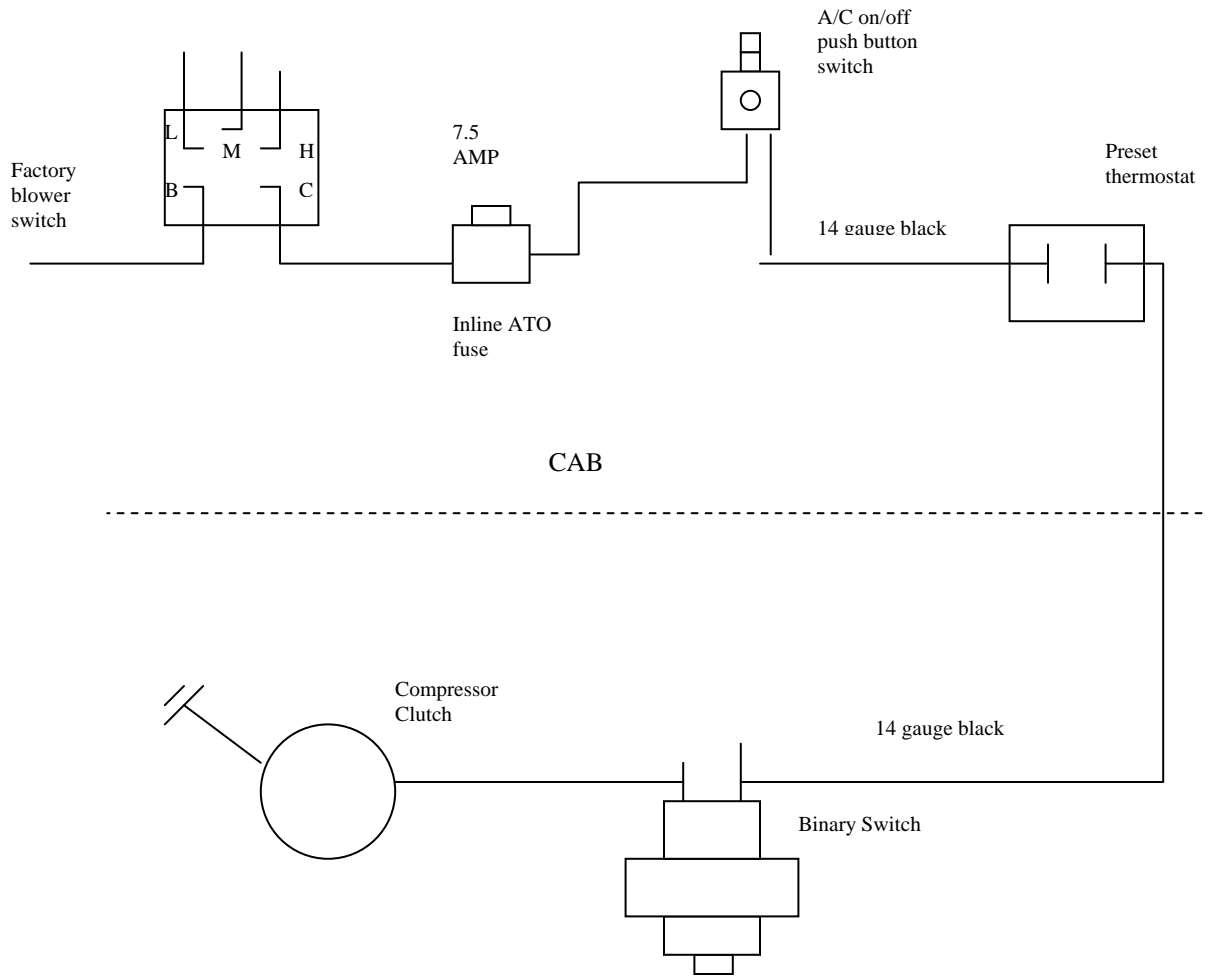 A/C on/off
push button
switch
L
M
H
B
C
Factory
blower
switch
7.5
AMP
Inline ATO
fuse
14 gauge black
Preset
thermostat
CAB
Compressor
Clutch
14 gauge black
Binary Switch